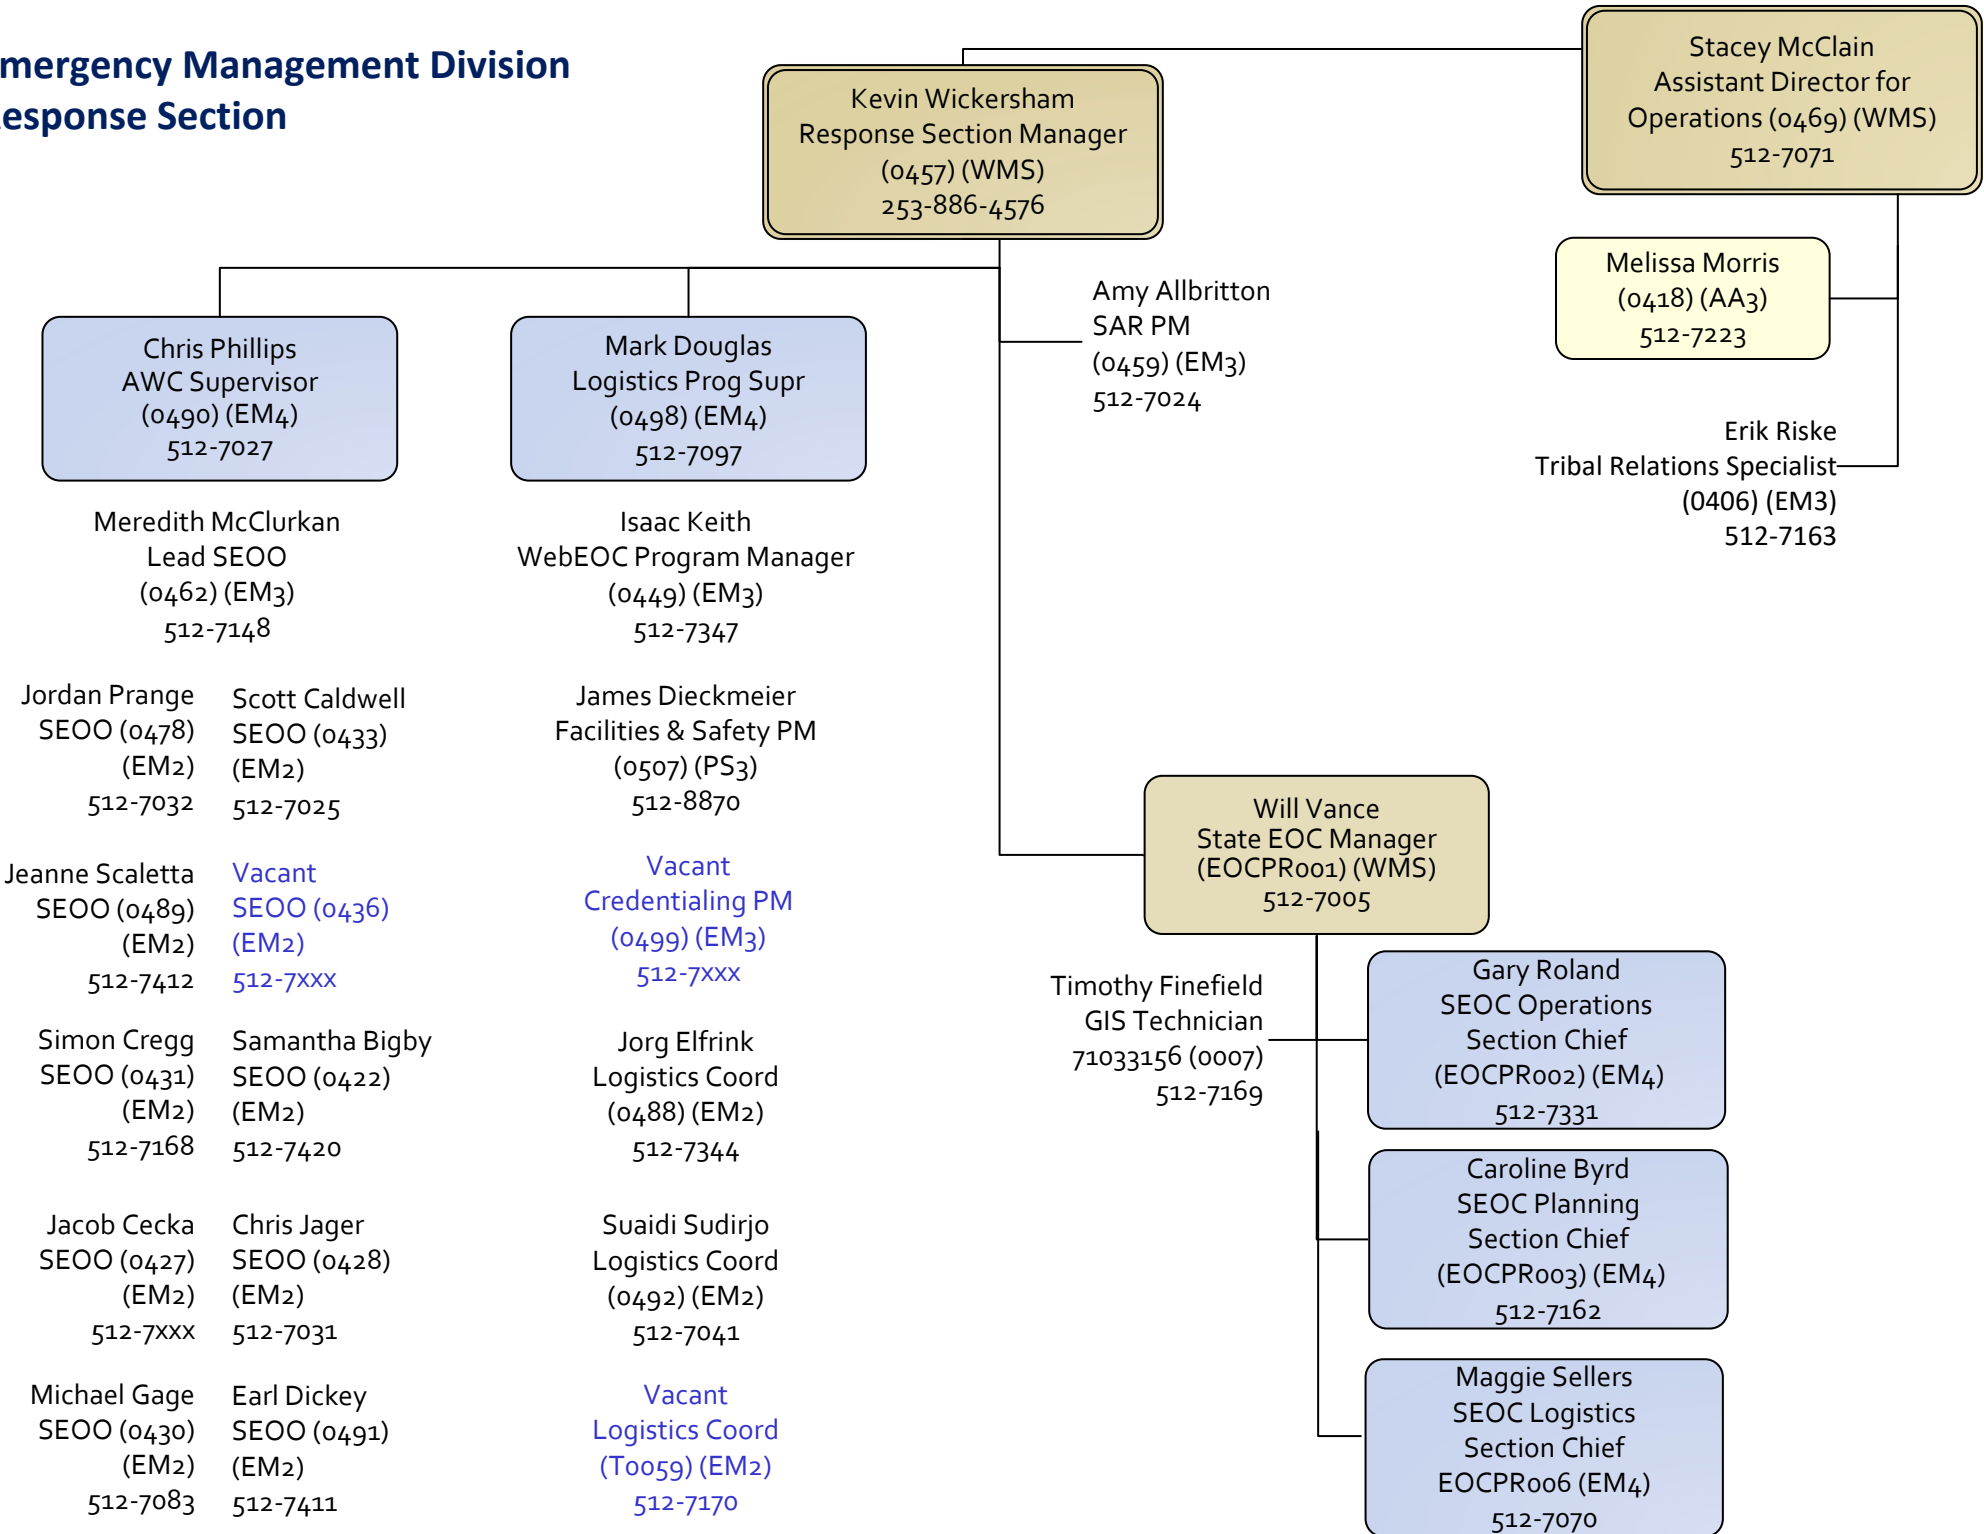 mergency Management Division
esponse Section
Stacey McClain
Assistant Director for
Operations (0469) (WMS)
512-7071
Kevin Wickersham
Response Section Manager
(0457) (WMS)
253-886-4576
Melissa Morris
(0418) (AA3)
512-7223
Amy Allbritton
SAR PM
(0459) (EM3)
512-7024
Erik Riske
Tribal Relations Specialist
(0406) (EM3)
512-7163
Chris Phillips
AWC Supervisor
(0490) (EM4)
512-7027
Mark Douglas
Logistics Prog Supr
(0498) (EM4)
512-7097
Meredith McClurkan
Lead SEOO
(0462) (EM3)
512-7148
Jordan Prange
SEOO (0478)
(EM2)
512-7032
Scott Caldwell
SEOO (0433)
(EM2)
512-7025
Jeanne Scaletta
SEOO (0489)
(EM2)
512-7412
Vacant
SEOO (0436)
(EM2)
512-7xxx
Simon Cregg
SEOO (0431)
(EM2)
512-7168
Samantha Bigby
SEOO (0422)
(EM2)
512-7420
Jacob Cecka
SEOO (0427)
(EM2)
512-7xxx
Chris Jager
SEOO (0428)
(EM2)
512-7031
Michael Gage
SEOO (0430)
(EM2)
512-7083
Earl Dickey
SEOO (0491)
(EM2)
512-7411
Isaac Keith
WebEOC Program Manager
(0449) (EM3)
512-7347
James Dieckmeier
Facilities & Safety PM
(0507) (PS3)
512-8870
Vacant
Credentialing PM
(0499) (EM3)
512-7xxx
Jorg Elfrink
Logistics Coord
(0488) (EM2)
512-7344
Suaidi Sudirjo
Logistics Coord
(0492) (EM2)
512-7041
Vacant
Logistics Coord
(T0059) (EM2)
512-7170
Will Vance
State EOC Manager
(EOCPR001) (WMS)
512-7005
Timothy Finefield
GIS Technician
71033156 (0007)
512-7169
Gary Roland
SEOC Operations
Section Chief
(EOCPR002) (EM4)
512-7331
Caroline Byrd
SEOC Planning
Section Chief
(EOCPR003) (EM4)
512-7162
Maggie Sellers
SEOC Logistics
Section Chief
EOCPR006 (EM4)
512-7070